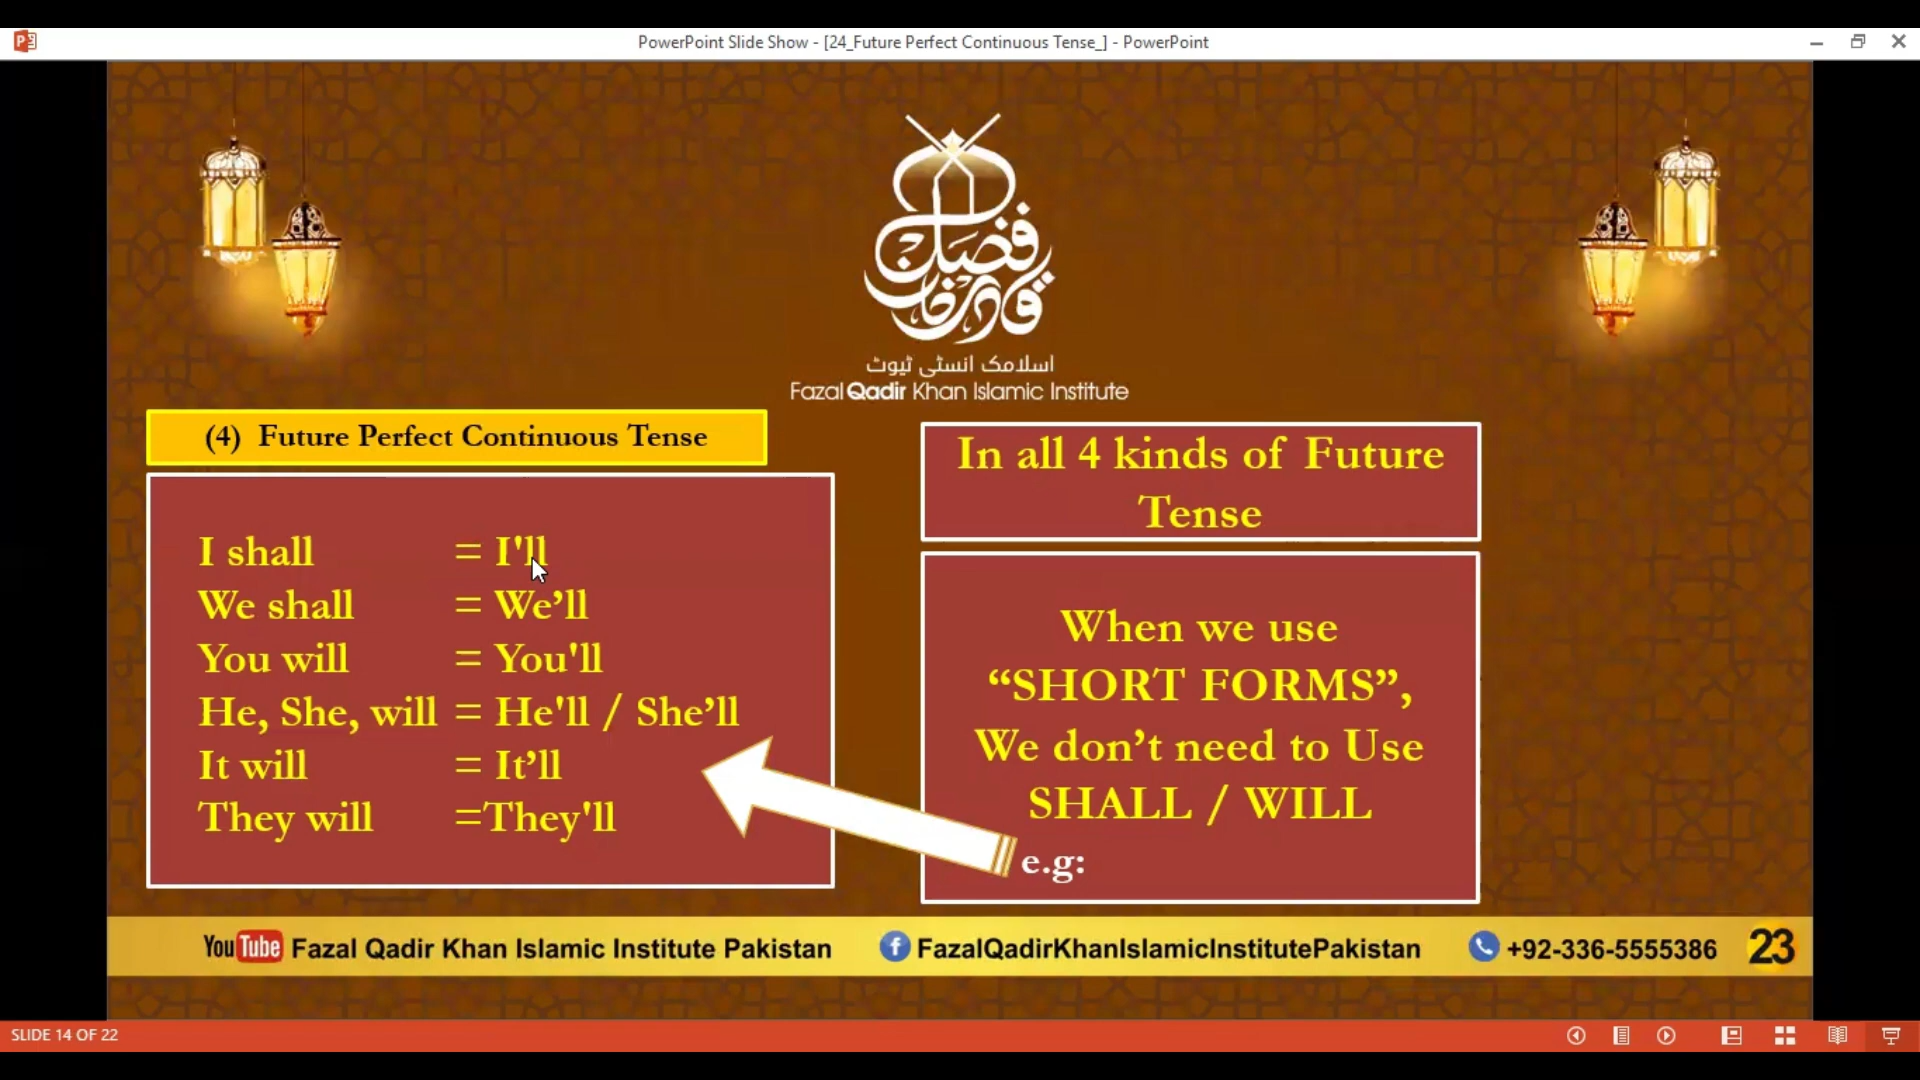 PowerPoint Slide Show - [24_Future Perfect Continuous Tense_] - PowerPoint
فضل قادر خان
اسلامک انسٹی ٹیوٹ
Fazal Qadir Khan Islamic Institute
(4) Future Perfect Continuous Tense
I shall = I'll
We shall = We’ll
You will = You'll
He, She, will = He'll / She’ll
It will = It’ll
They will =They'll
In all 4 kinds of Future
Tense
When we use
“SHORT FORMS”,
We don’t need to Use
SHALL / WILL
e.g:
YouTube Fazal Qadir Khan Islamic Institute Pakistan
f FazalQadirKhanIslamicInstitutePakistan
+92-336-5555386
23
SLIDE 14 OF 22